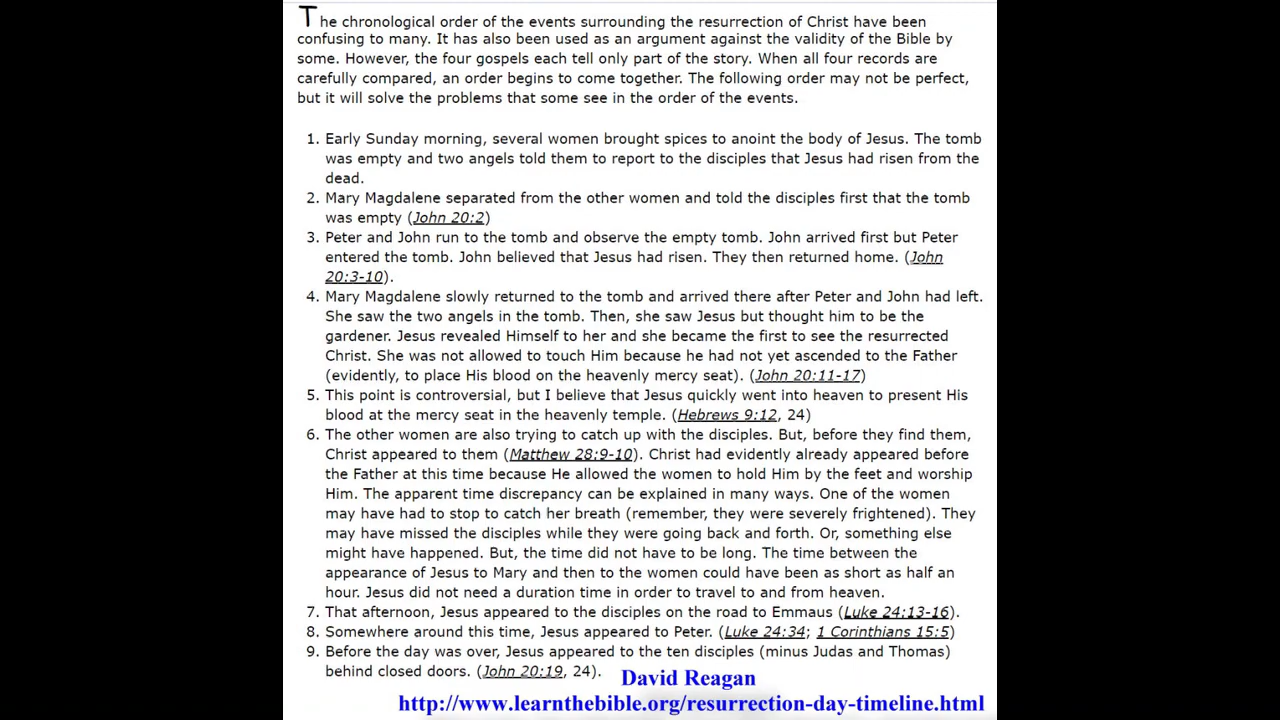 The chronological order of the events surrounding the resurrection of Christ have been
confusing to many. It has also been used as an argument against the validity of the Bible by
some. However, the four gospels each tell only part of the story. When all four records are
carefully compared, an order begins to come together. The following order may not be perfect,
but it will solve the problems that some see in the order of the events.
1. Early Sunday morning, several women brought spices to anoint the body of Jesus. The tomb
was empty and two angels told them to report to the disciples that Jesus had risen from the
dead.
2. Mary Magdalene separated from the other women and told the disciples first that the tomb
was empty (John 20:2)
3. Peter and John run to the tomb and observe the empty tomb. John arrived first but Peter
entered the tomb. John believed that Jesus had risen. They then returned home. (John
20:3-10).
4. Mary Magdalene slowly returned to the tomb and arrived there after Peter and John had left.
She saw the two angels in the tomb. Then, she saw Jesus but thought him to be the
gardener. Jesus revealed Himself to her and she became the first to see the resurrected
Christ. She was not allowed to touch Him because he had not yet ascended to the Father
(evidently, to place His blood on the heavenly mercy seat). (John 20:11-17)
5. This point is controversial, but I believe that Jesus quickly went into heaven to present His
blood at the mercy seat in the heavenly temple. (Hebrews 9:12, 24)
6. The other women are also trying to catch up with the disciples. But, before they find them,
Christ appeared to them (Matthew 28:9-10). Christ had evidently already appeared before
the Father at this time because He allowed the women to hold Him by the feet and worship
Him. The apparent time discrepancy can be explained in many ways. One of the women
may have had to stop to catch her breath (remember, they were severely frightened). They
may have missed the disciples while they were going back and forth. Or, something else
might have happened. But, the time did not have to be long. The time between the
appearance of Jesus to Mary and then to the women could have been as short as half an
hour. Jesus did not need a duration time in order to travel to and from heaven.
7. That afternoon, Jesus appeared to the disciples on the road to Emmaus (Luke 24:13-16).
8. Somewhere around this time, Jesus appeared to Peter. (Luke 24:34; 1 Corinthians 15:5)
9. Before the day was over, Jesus appeared to the ten disciples (minus Judas and Thomas)
behind closed doors. (John 20:19, 24).
David Reagan
http://www.learnthebible.org/resurrection-day-timeline.html